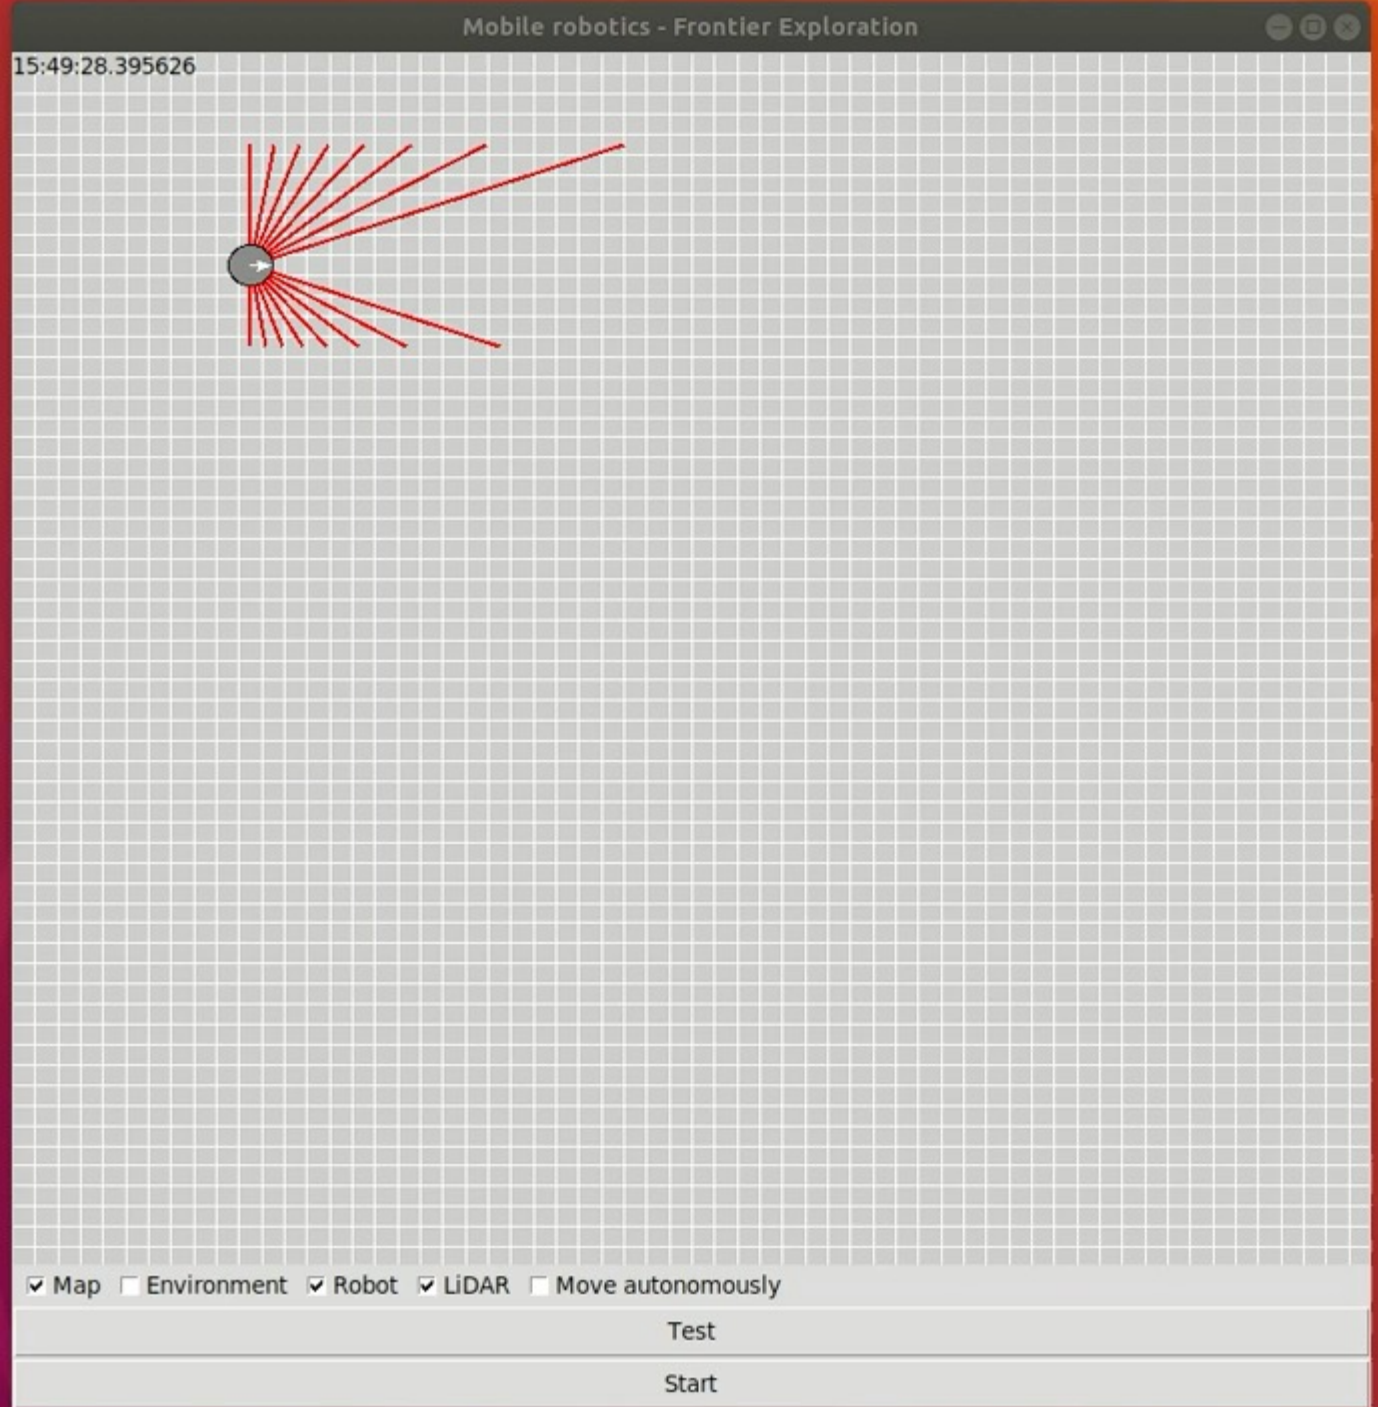 Mobile robotics - Frontier Exploration
15:49:28.395626
Map Environment Robot LiDAR Move autonomously
Test
Start